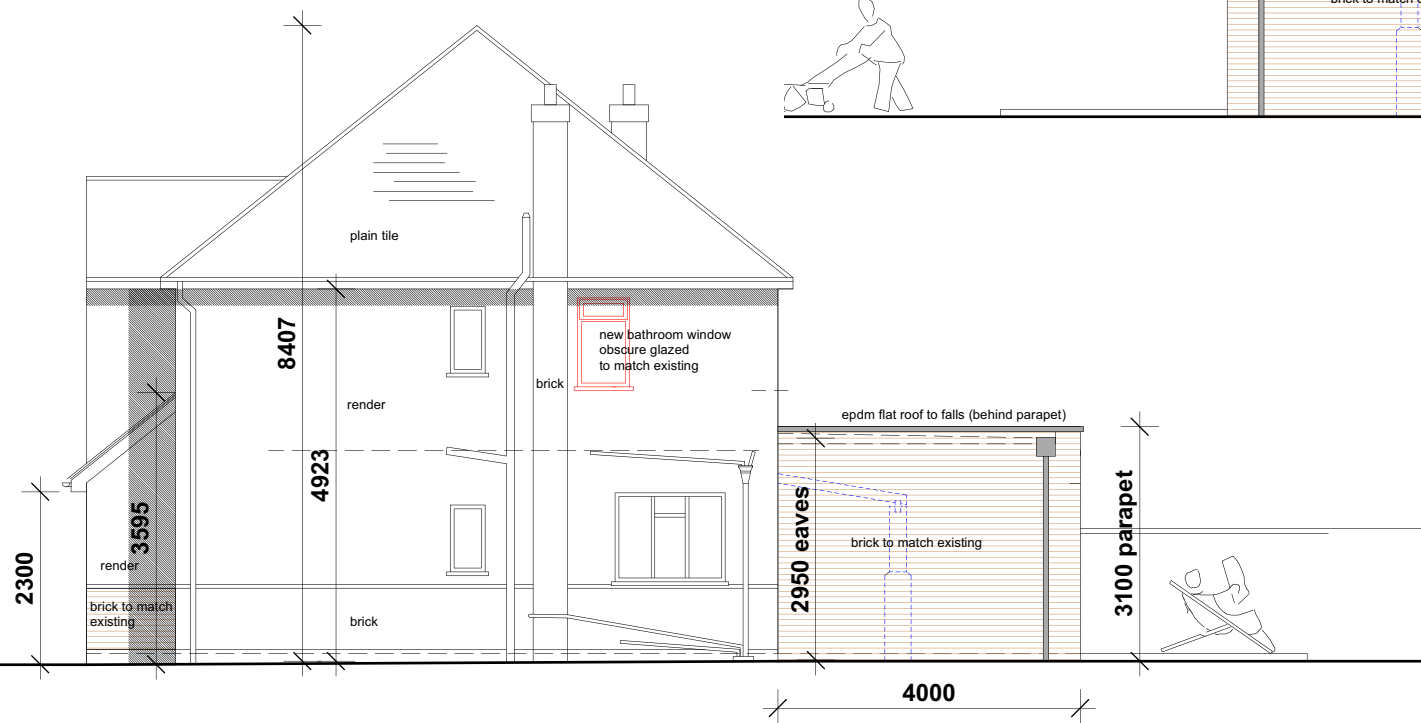 brick to match
plain tile
8407
new bathroom window
obscure glazed
to match existing
brick
render
epdm flat roof to falls (behind parapet)
4923
3595
2300
2950 eaves
3100 parapet
brick to match existing
render
brick to match
existing
brick
4000